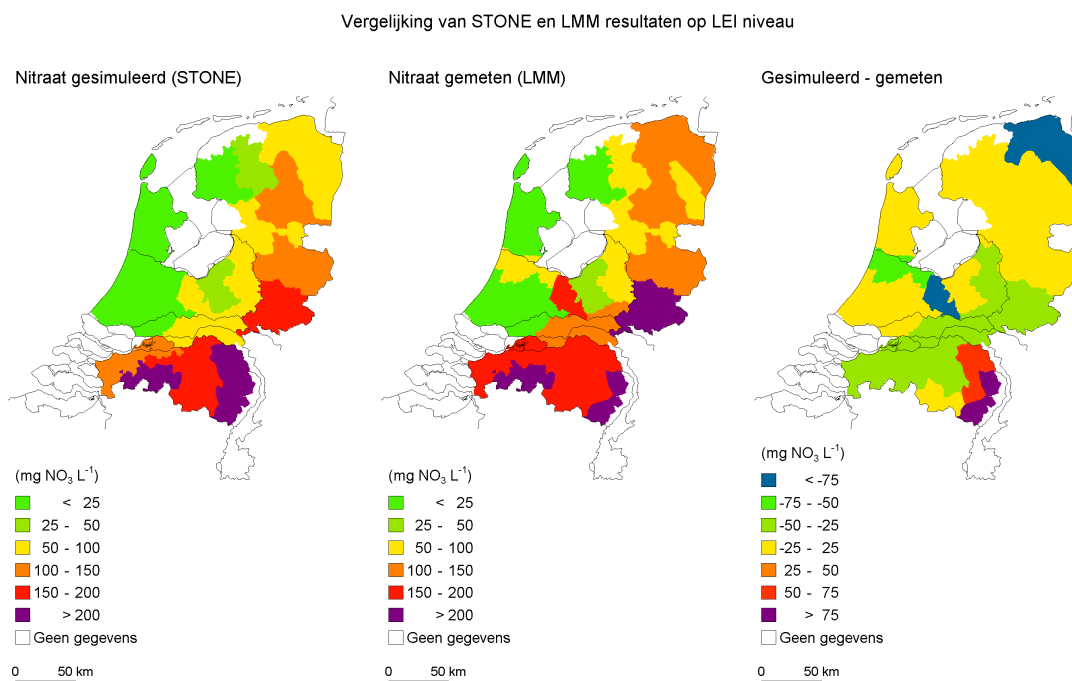 Vergelijking van STONE en LMM resultaten op LEI niveau
Nitraat gesimuleerd (STONE)
(mg NO₃ L⁻¹)
< 25
25 - 50
50 - 100
100 - 150
150 - 200
> 200
Geen gegevens
0 50 km
Nitraat gemeten (LMM)
(mg NO₃ L⁻¹)
< 25
25 - 50
50 - 100
100 - 150
150 - 200
> 200
Geen gegevens
0 50 km
Gesimuleerd - gemeten
(mg NO₃ L⁻¹)
< -75
-75 - -50
-50 - -25
-25 - 25
25 - 50
50 - 75
> 75
Geen gegevens
0 50 km